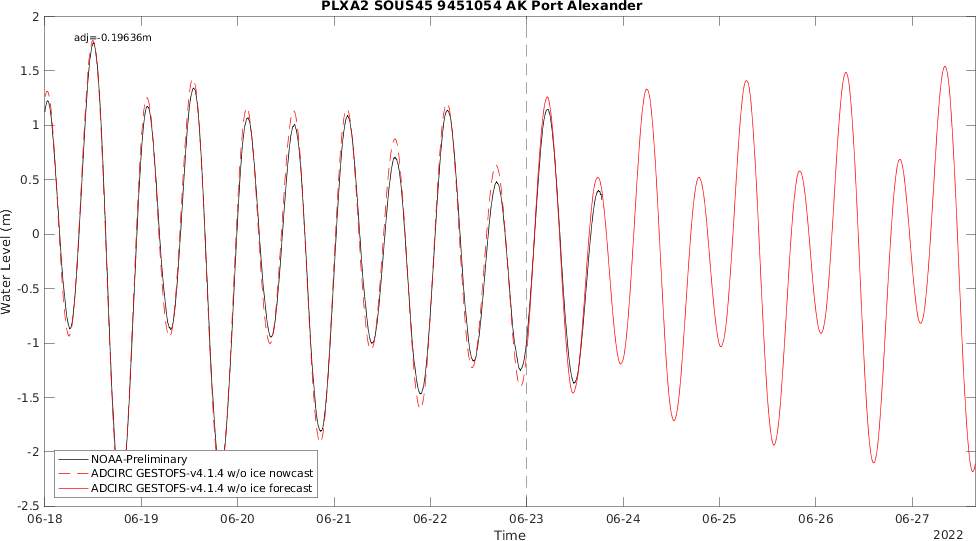 PLXA2 SOUS45 9451054 AK Port Alexander
adj=-0.19636m
2
1.5
1
0.5
0
-0.5
-1
-1.5
-2
-2.5
Water Level (m)
NOAA-Preliminary
ADCIRC GESTOFS-v4.1.4 w/o ice nowcast
ADCIRC GESTOFS-v4.1.4 w/o ice forecast
06-18 06-19 06-20 06-21 06-22 06-23 06-24 06-25 06-26 06-27
Time
2022